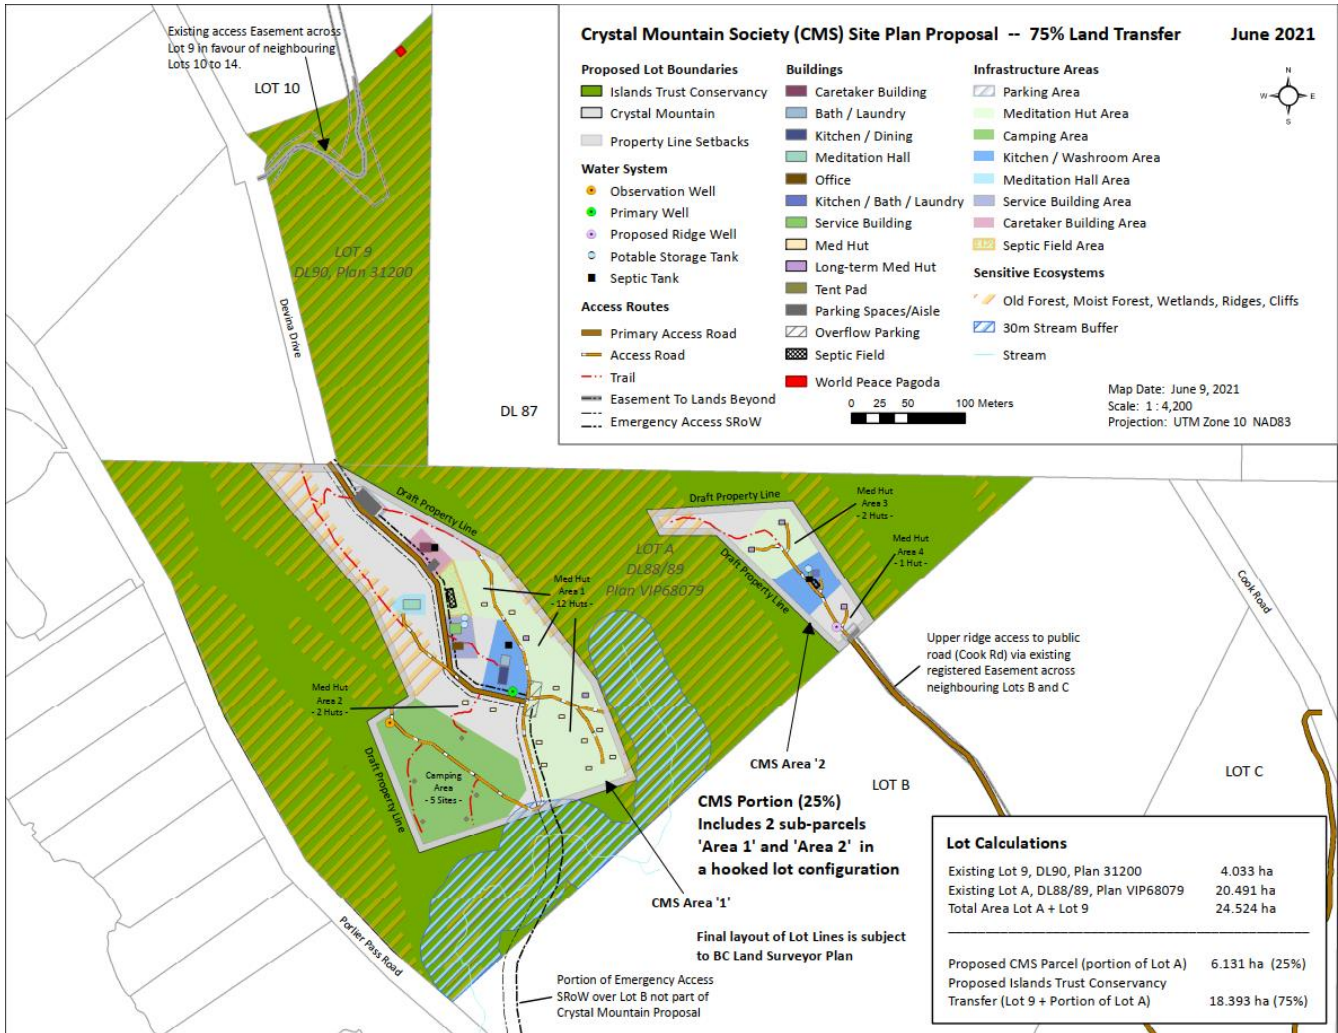 Existing access Easement across
Lot 9 in favour of neighbouring
Lots 10 to 14.
LOT 10
LOT 9
DL90, Plan 31200
Devina Drive
DL 87
Crystal Mountain Society (CMS) Site Plan Proposal -- 75% Land Transfer June 2021
Proposed Lot Boundaries
Islands Trust Conservancy
Crystal Mountain
Property Line Setbacks
Water System
Observation Well
Primary Well
Proposed Ridge Well
Potable Storage Tank
Septic Tank
Access Routes
Primary Access Road
Access Road
Trail
Easement To Lands Beyond
Emergency Access SRoW
Buildings
Caretaker Building
Bath / Laundry
Kitchen / Dining
Meditation Hall
Office
Kitchen / Bath / Laundry
Service Building
Med Hut
Long-term Med Hut
Tent Pad
Parking Spaces/Aisle
Overflow Parking
Septic Field
World Peace Pagoda
0 25 50 100 Meters
Infrastructure Areas
Parking Area
Meditation Hut Area
Camping Area
Kitchen / Washroom Area
Meditation Hall Area
Service Building Area
Caretaker Building Area
Septic Field Area
Sensitive Ecosystems
Old Forest, Moist Forest, Wetlands, Ridges, Cliffs
30m Stream Buffer
Stream
N
W
E
S
Map Date: June 9, 2021
Scale: 1 : 4,200
Projection: UTM Zone 10 NAD83
Draft Property Line
Draft Property Line
Med Hut
Area 3
- 2 Huts -
Med Hut
Area 4
- 1 Hut -
Draft Property Line
LOT A
DL88/89
Plan VIP68079
Med Hut
Area 1
- 12 Huts -
Med Hut
Area 2
- 2 Huts -
Camping
Area
- 5 Sites -
Draft Property Line
Cook Road
Upper ridge access to public
road (Cook Rd) via existing
registered Easement across
neighbouring Lots B and C
CMS Area '2
LOT B
LOT C
CMS Portion (25%)
Includes 2 sub-parcels
'Area 1' and 'Area 2' in
a hooked lot configuration
CMS Area '1'
Final layout of Lot Lines is subject
to BC Land Surveyor Plan
Porlier Pass Road
Portion of Emergency Access
SRoW over Lot B not part of
Crystal Mountain Proposal
Lot Calculations
Existing Lot 9, DL90, Plan 31200 4.033 ha
Existing Lot A, DL88/89, Plan VIP68079 20.491 ha
Total Area Lot A + Lot 9 24.524 ha
Proposed CMS Parcel (portion of Lot A) 6.131 ha (25%)
Proposed Islands Trust Conservancy
Transfer (Lot 9 + Portion of Lot A) 18.393 ha (75%)